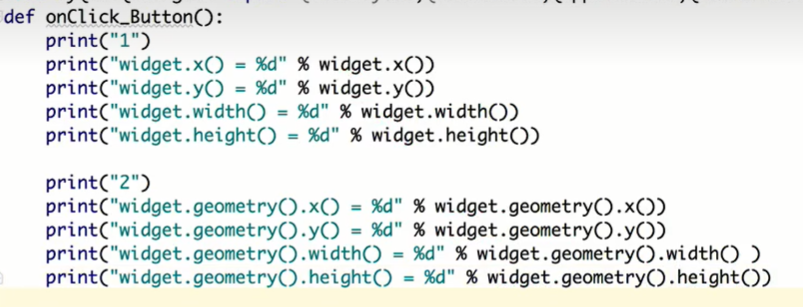 def onClick_Button():
print("1")
print("widget.x() = %d" % widget.x())
print("widget.y() = %d" % widget.y())
print("widget.width() = %d" % widget.width())
print("widget.height() = %d" % widget.height())
print("2")
print("widget.geometry().x() = %d" % widget.geometry().x())
print("widget.geometry().y() = %d" % widget.geometry().y())
print("widget.geometry().width() = %d" % widget.geometry().width() )
print("widget.geometry().height() = %d" % widget.geometry().height())